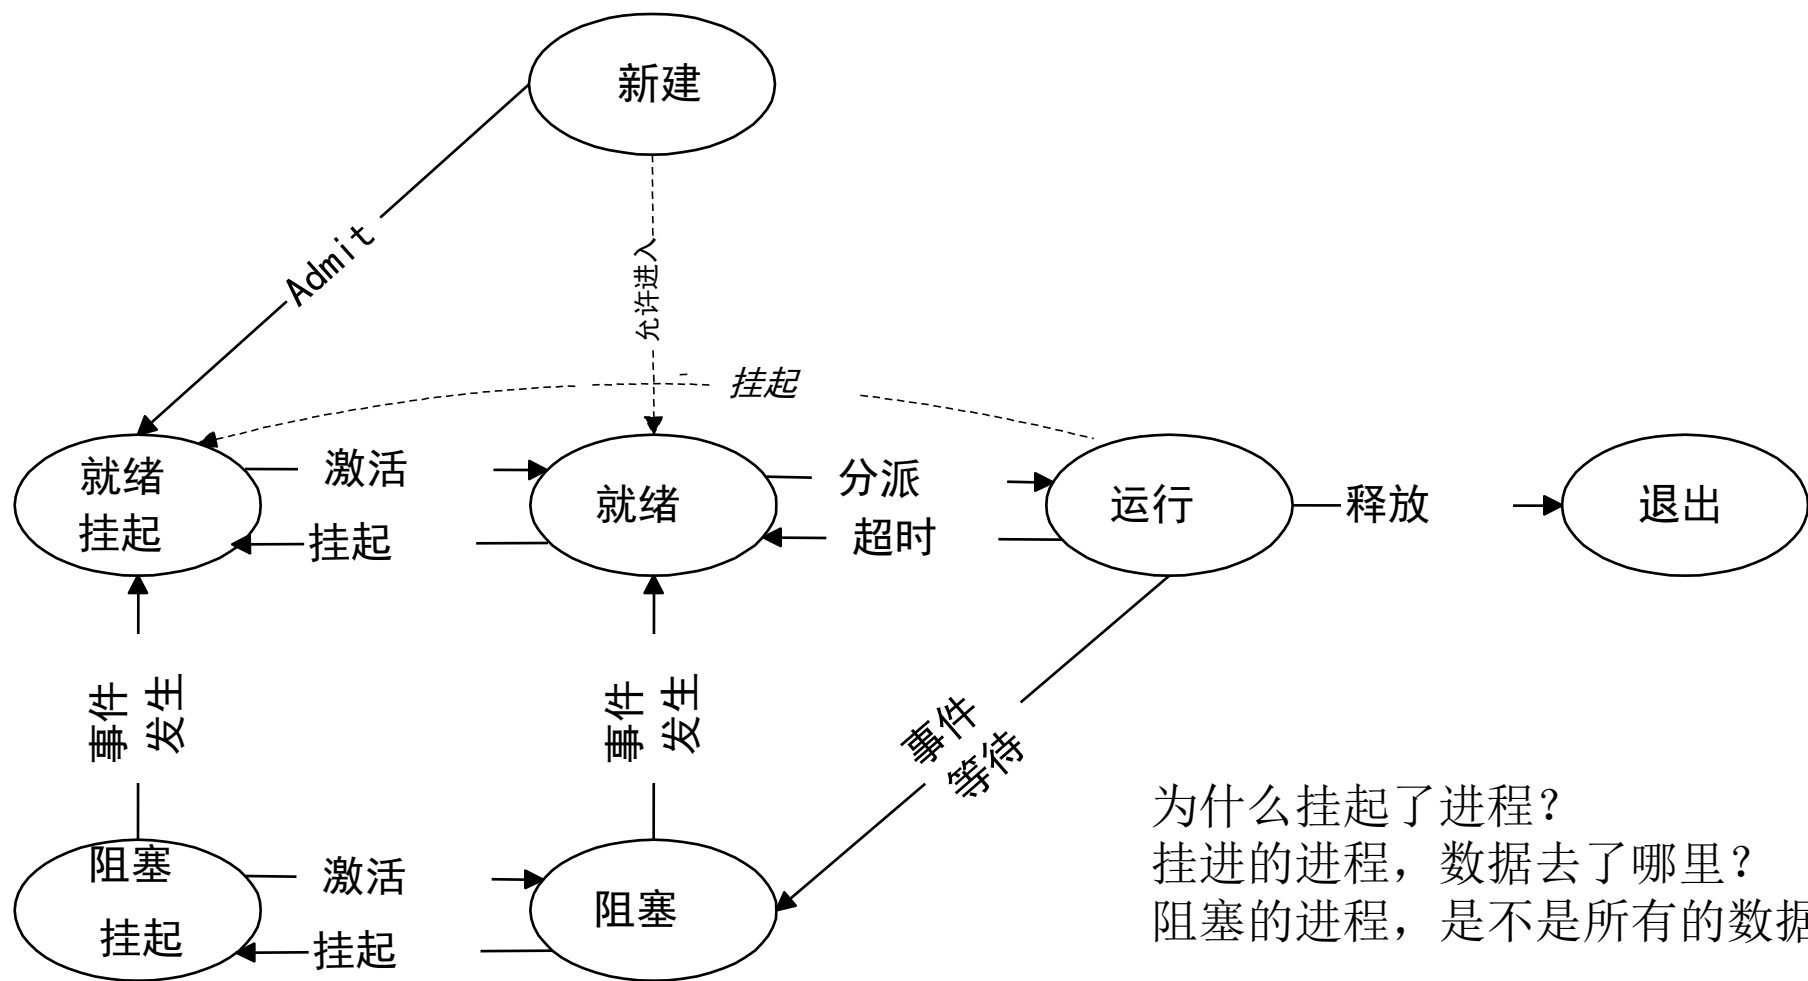 新建
Admit
允许进入
挂起
就绪
挂起
激活
挂起
就绪
分派
超时
运行
释放
退出
事件
发生
事件
发生
事件
等待
阻塞
挂起
激活
挂起
阻塞
为什么挂起了进程?
挂进的进程，数据去了哪里?
阻塞的进程，是不是所有的数据